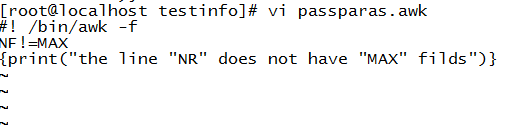 [root@localhost testinfo]# vi passparas.awk
#! /bin/awk -f
NF!=MAX
{print("the line "NR" does not have "MAX" filds")}
~
~
~
~